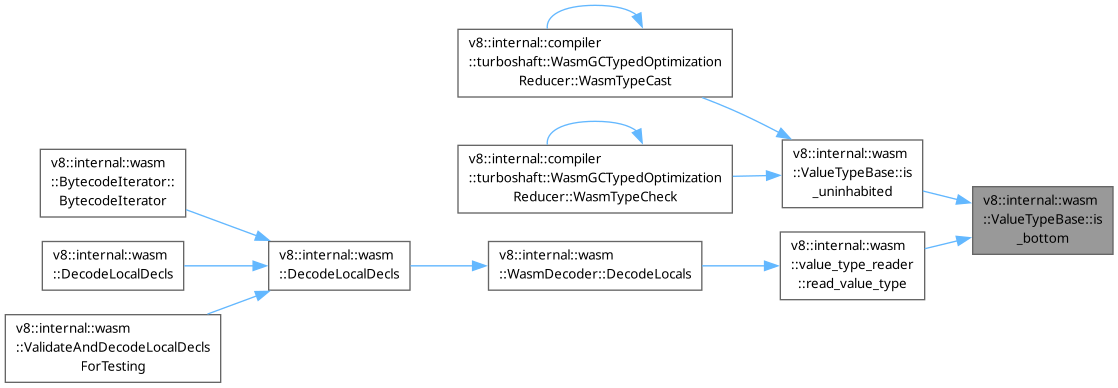 v8::internal::compiler
::turboshaft::WasmGCTypedOptimization
Reducer::WasmTypeCast
v8::internal::compiler
::turboshaft::WasmGCTypedOptimization
Reducer::WasmTypeCheck
v8::internal::wasm
::ValueTypeBase::is
_uninhabited
v8::internal::wasm
::ValueTypeBase::is
_bottom
v8::internal::wasm
::BytecodeIterator::
BytecodeIterator
v8::internal::wasm
::DecodeLocalDecls
v8::internal::wasm
::DecodeLocalDecls
v8::internal::wasm
::WasmDecoder::DecodeLocals
v8::internal::wasm
::value_type_reader
::read_value_type
v8::internal::wasm
::ValidateAndDecodeLocalDecls
ForTesting